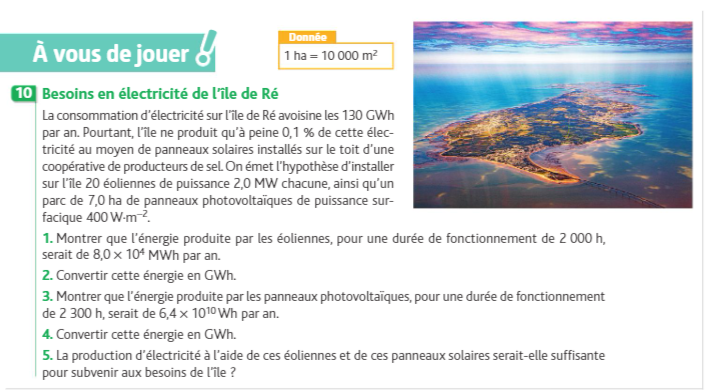 À vous de jouer !
Donnée
1 ha = 10 000 m²
10 Besoins en électricité de l'île de Ré
La consommation d'électricité sur l'île de Ré avoisine les 130 GWh
par an. Pourtant, l'île ne produit qu'à peine 0,1 % de cette élec-
tricité au moyen de panneaux solaires installés sur le toit d'une
coopérative de producteurs de sel. On émet l'hypothèse d'installer
sur l'île 20 éoliennes de puissance 2,0 MW chacune, ainsi qu'un
parc de 7,0 ha de panneaux photovoltaïques de puissance sur-
facique 400 W·m⁻².
1. Montrer que l'énergie produite par les éoliennes, pour une durée de fonctionnement de 2 000 h,
serait de 8,0 × 10⁴ MWh par an.
2. Convertir cette énergie en GWh.
3. Montrer que l'énergie produite par les panneaux photovoltaïques, pour une durée de fonctionnement
de 2 300 h, serait de 6,4 × 10¹⁰ Wh par an.
4. Convertir cette énergie en GWh.
5. La production d'électricité à l'aide de ces éoliennes et de ces panneaux solaires serait-elle suffisante
pour subvenir aux besoins de l'île ?